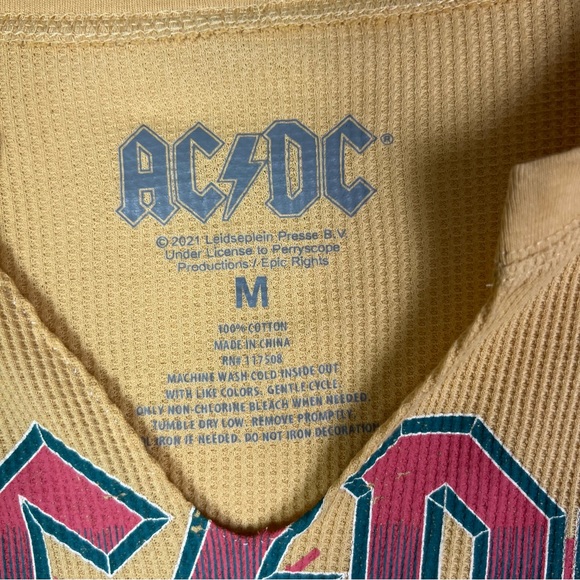 AC⚡DC®
© 2021 Leidseplein Presse B.V.
Under License to Perryscope
Productions / Epic Rights
M
100% COTTON
MADE IN CHINA
RN# 117508
MACHINE WASH COLD INSIDE OUT
WITH LIKE COLORS. GENTLE CYCLE.
ONLY NON-CHLORINE BLEACH WHEN NEEDED.
TUMBLE DRY LOW. REMOVE PROMPTLY.
IRON IF NEEDED. DO NOT IRON DECORATION